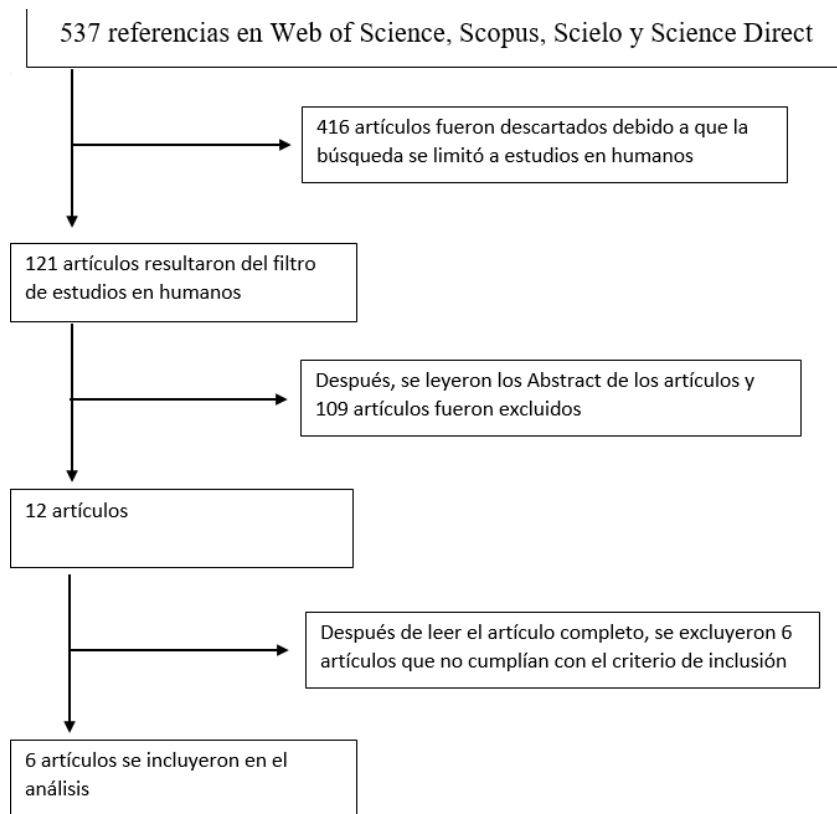 537 referencias en Web of Science, Scopus, Scielo y Science Direct
416 artículos fueron descartados debido a que la
búsqueda se limitó a estudios en humanos
121 artículos resultaron del filtro
de estudios en humanos
Después, se leyeron los Abstract de los artículos y
109 artículos fueron excluidos
12 artículos
Después de leer el artículo completo, se excluyeron 6
artículos que no cumplían con el criterio de inclusión
6 artículos se incluyeron en el
análisis